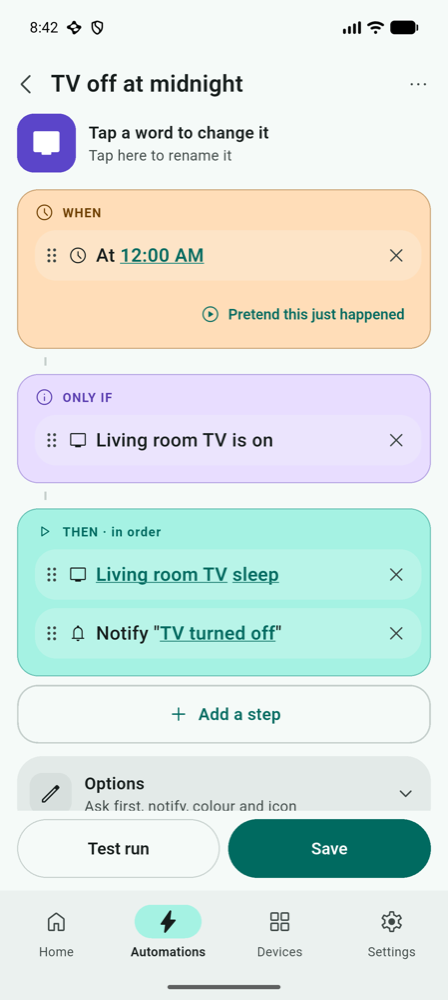 8:42
TV off at midnight
Tap a word to change it
Tap here to rename it
WHEN
At 12:00 AM
Pretend this just happened
ONLY IF
Living room TV is on
THEN · in order
Living room TV sleep
Notify "TV turned off"
Add a step
Options
Ask first, notify, colour and icon
Test run
Save
Home
Automations
Devices
Settings